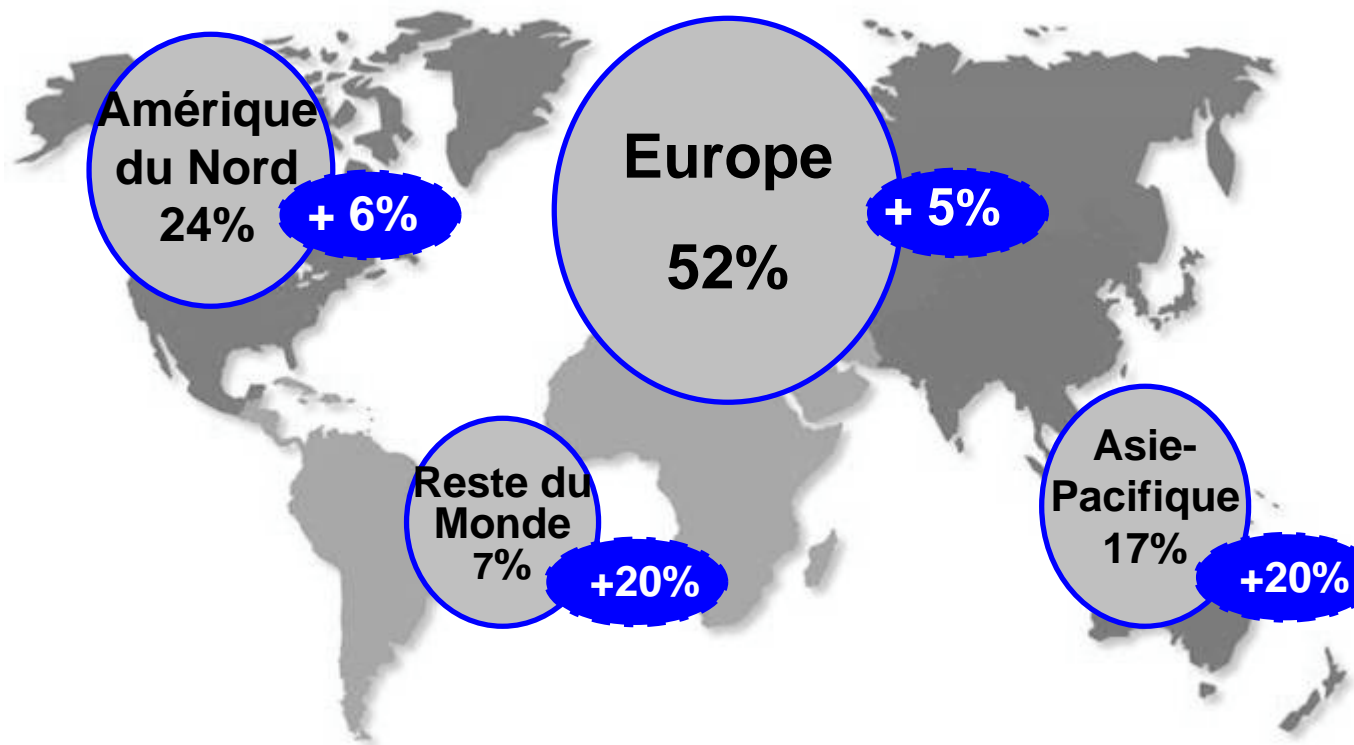 Amérique
du Nord
24%
+ 6%
Europe
52%
+ 5%
Reste du
Monde
7%
+20%
Asie-
Pacifique
17%
+20%